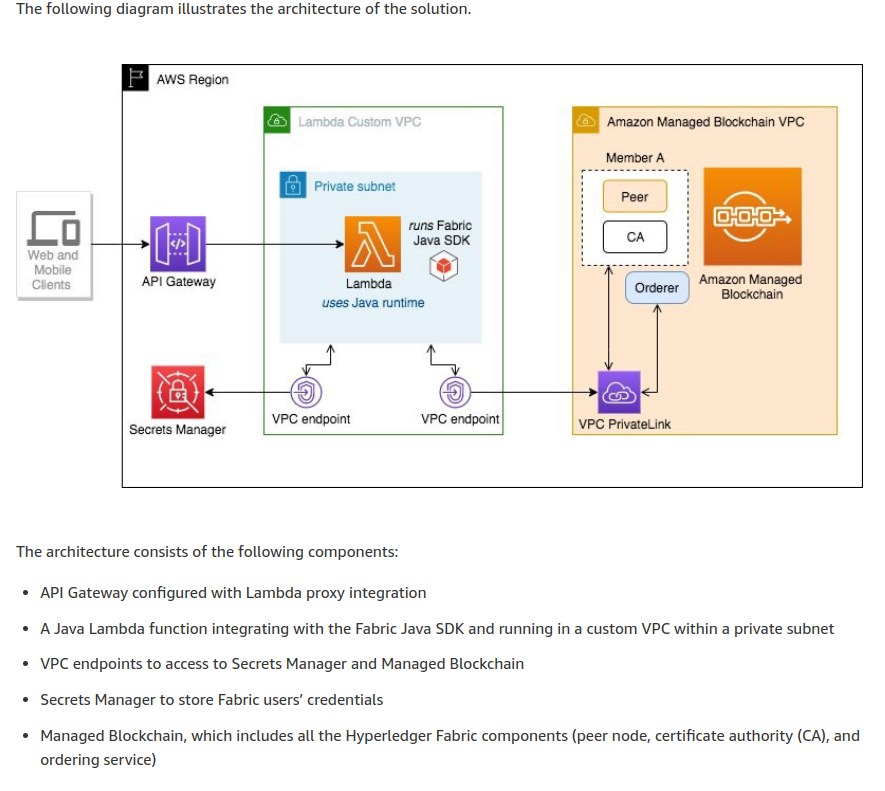 The following diagram illustrates the architecture of the solution.
AWS Region
Lambda Custom VPC
Amazon Managed Blockchain VPC
Member A
Private subnet
Peer
runs Fabric
Java SDK
CA
Web and
Mobile
Clients
API Gateway
Lambda
uses Java runtime
Orderer
Amazon Managed
Blockchain
Secrets Manager
VPC endpoint
VPC endpoint
VPC PrivateLink
The architecture consists of the following components:
• API Gateway configured with Lambda proxy integration
• A Java Lambda function integrating with the Fabric Java SDK and running in a custom VPC within a private subnet
• VPC endpoints to access to Secrets Manager and Managed Blockchain
• Secrets Manager to store Fabric users’ credentials
• Managed Blockchain, which includes all the Hyperledger Fabric components (peer node, certificate authority (CA), and
ordering service)